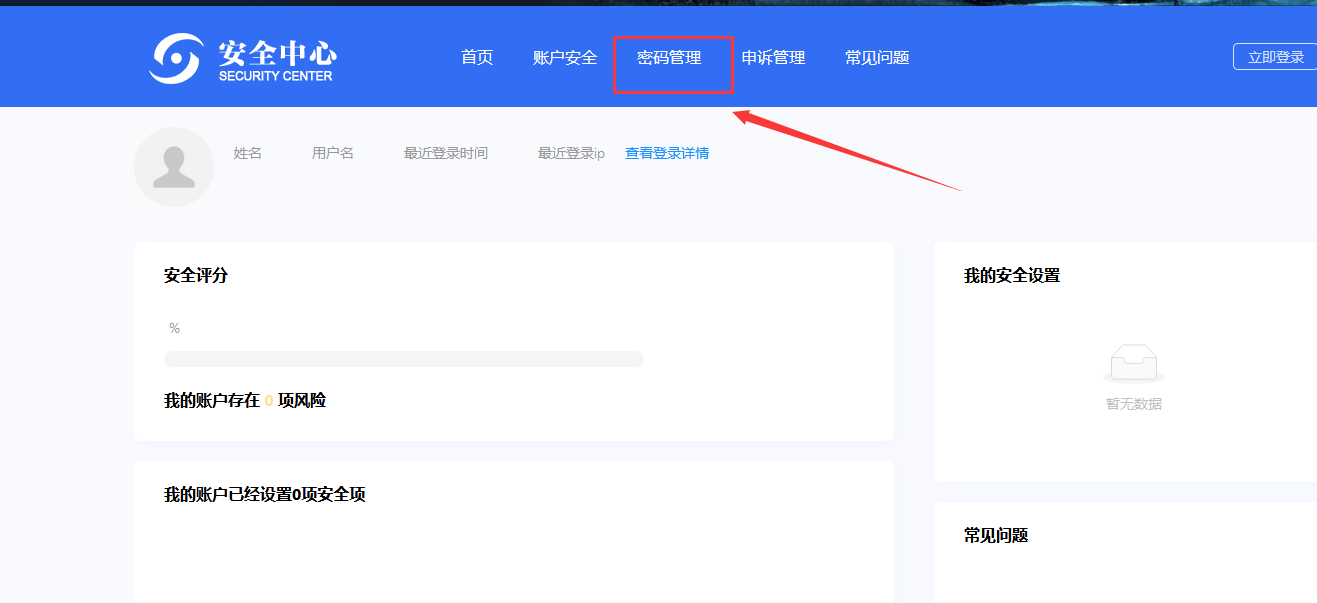 安全中心
SECURITY CENTER
首页 账户安全 密码管理 申诉管理 常见问题 立即登录
姓名 用户名 最近登录时间 最近登录ip 查看登录详情
安全评分
%
我的账户存在 0 项风险
我的账户已经设置0项安全项
我的安全设置
暂无数据
常见问题